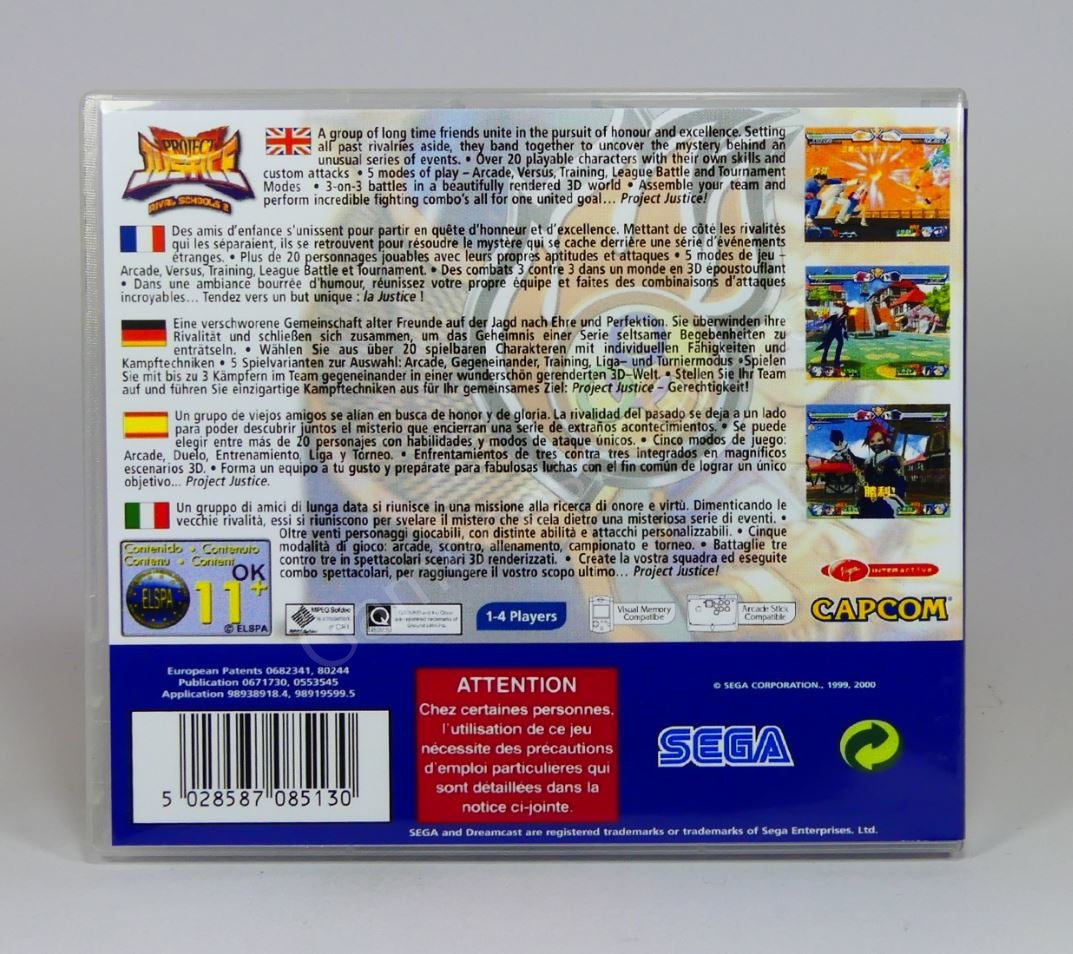 PROJECT
JUSTICE
RIVAL SCHOOLS 2
A group of long time friends unite in the pursuit of honour and excellence. Setting
all past rivalries aside, they band together to uncover the mystery behind an
unusual series of events. • Over 20 playable characters with their own skills and
custom attacks • 5 modes of play – Arcade, Versus, Training, League Battle and Tournament
Modes • 3-on-3 battles in a beautifully rendered 3D world • Assemble your team and
perform incredible fighting combo's all for one united goal... Project Justice!
Des amis d'enfance s'unissent pour partir en quête d'honneur et d'excellence. Mettant de côté les rivalités
qui les séparaient, ils se retrouvent pour résoudre le mystère qui se cache derrière une série d'événements
étranges. • Plus de 20 personnages jouables avec leurs propres aptitudes et attaques • 5 modes de jeu –
Arcade, Versus, Training, League Battle et Tournament. • Des combats 3 contre 3 dans un monde en 3D époustouflant
• Dans une ambiance bourrée d'humour, réunissez votre propre équipe et faites des combinaisons d'attaques
incroyables... Tendez vers un but unique : la Justice !
Eine verschworene Gemeinschaft alter Freunde auf der Jagd nach Ehre und Perfektion. Sie überwinden ihre
Rivalität und schließen sich zusammen, um das Geheimnis einer Serie seltsamer Begebenheiten zu
enträtseln. • Wählen Sie aus über 20 spielbaren Charakteren mit individuellen Fähigkeiten und
Kampftechniken • 5 Spielvarianten zur Auswahl: Arcade, Gegeneinander, Training, Liga– und Turniermodus •Spielen
Sie mit bis zu 3 Kämpfern im Team gegeneinander in einer wunderschön gerenderten 3D–Welt. • Stellen Sie Ihr Team
auf und führen Sie einzigartige Kampftechniken aus für Ihr gemeinsames Ziel: Project Justice – Gerechtigkeit!
Un grupo de viejos amigos se alían en busca de honor y de gloria. La rivalidad del pasado se deja a un lado
para poder descubrir juntos el misterio que encierran una serie de extraños acontecimientos. • Se puede
elegir entre más de 20 personajes con habilidades y modos de ataque únicos. • Cinco modos de juego:
Arcade, Duelo, Entrenamiento, Liga y Torneo. • Enfrentamientos de tres contra tres integrados en magníficos
escenarios 3D. • Forma un equipo a tu gusto y prepárate para fabulosas luchas con el fin común de lograr un único
objetivo... Project Justice.
Un gruppo di amici di lunga data si riunisce in una missione alla ricerca di onore e virtù. Dimenticando le
vecchie rivalità, essi si riuniscono per svelare il mistero che si cela dietro una misteriosa serie di eventi. •
Oltre venti personaggi giocabili, con distinte abilità e attacchi personalizzabili. • Cinque
modalità di gioco: arcade, scontro, allenamento, campionato e torneo. • Battaglie tre
contro tre in spettacolari scenari 3D renderizzati. • Create la vostra squadra ed eseguite
combo spettacolari, per raggiungere il vostro scopo ultimo... Project Justice!
勝利!
Contenido • Contenuto
Contenu • Content
OK
ELSPA
11+
© ELSPA
MPEG Sofdec
Q
1-4 Players
Visual Memory
Compatible
Arcade Stick
Compatible
Virgin INTERACTIVE
CAPCOM
European Patents 0682341, 80244
Publication 0671730, 0553545
Application 98938918.4, 98919599.5
5 028587 085130
ATTENTION
Chez certaines personnes,
l'utilisation de ce jeu
nécessite des précautions
d'emploi particulieres qui
sont détaillées dans la
notice ci-jointe.
© SEGA CORPORATION., 1999, 2000
SEGA
SEGA and Dreamcast are registered trademarks or trademarks of Sega Enterprises. Ltd.